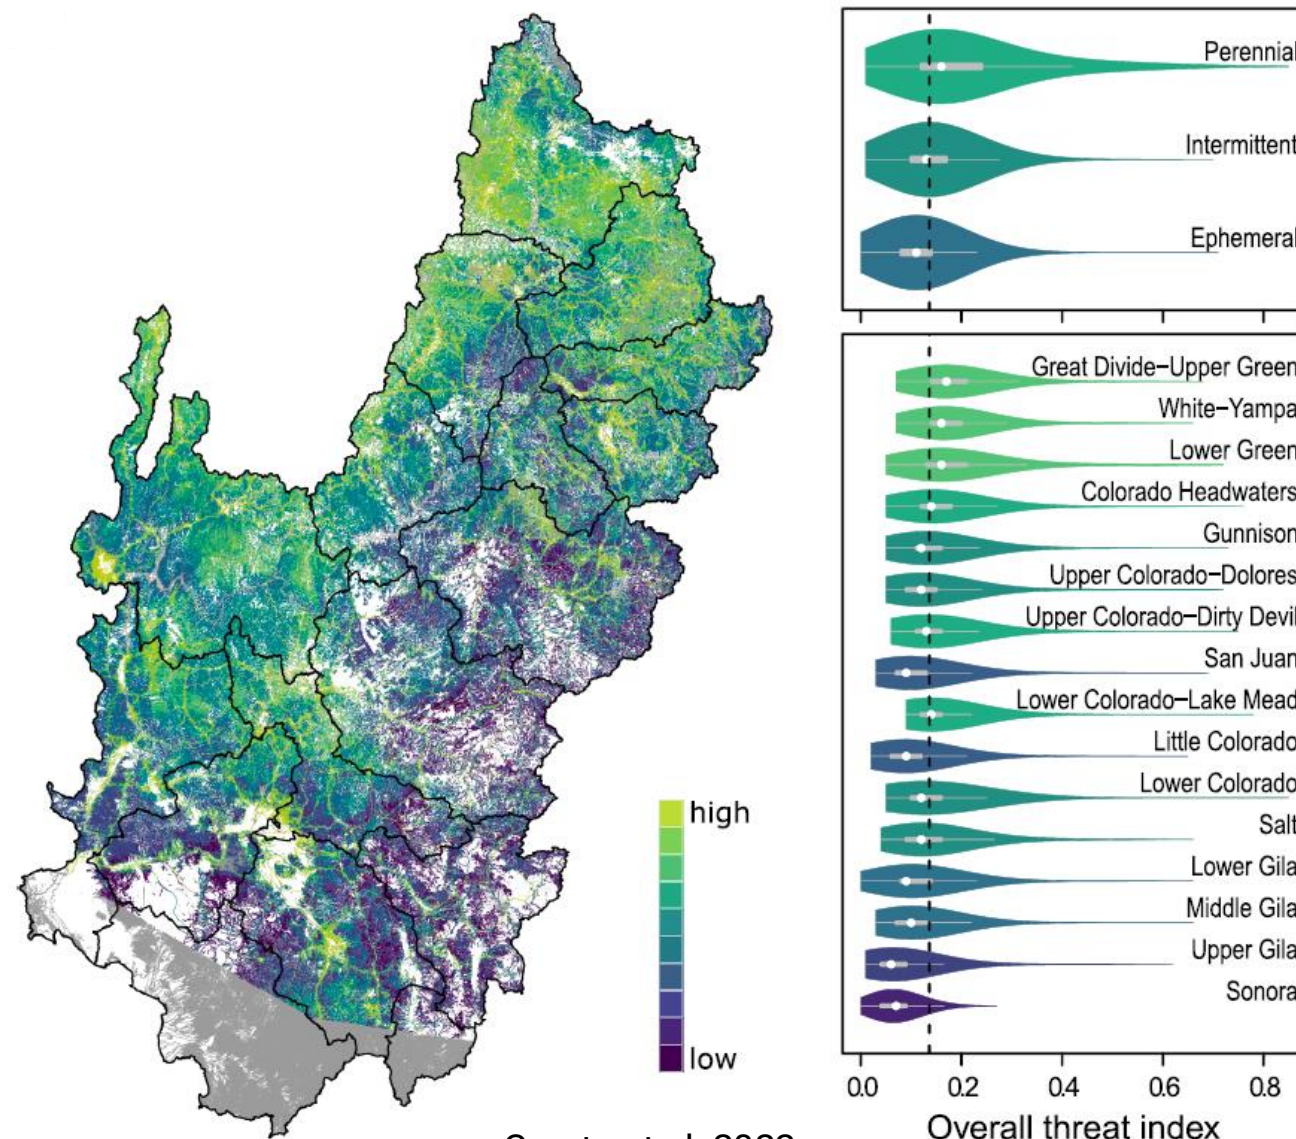 Perennial
Intermittent
Ephemeral
Great Divide−Upper Green
White−Yampa
Lower Green
Colorado Headwaters
Gunnison
Upper Colorado−Dolores
Upper Colorado−Dirty Devil
San Juan
Lower Colorado−Lake Mead
Little Colorado
Lower Colorado
Salt
Lower Gila
Middle Gila
Upper Gila
Sonora
0.0 0.2 0.4 0.6 0.8
Overall threat index
high
low